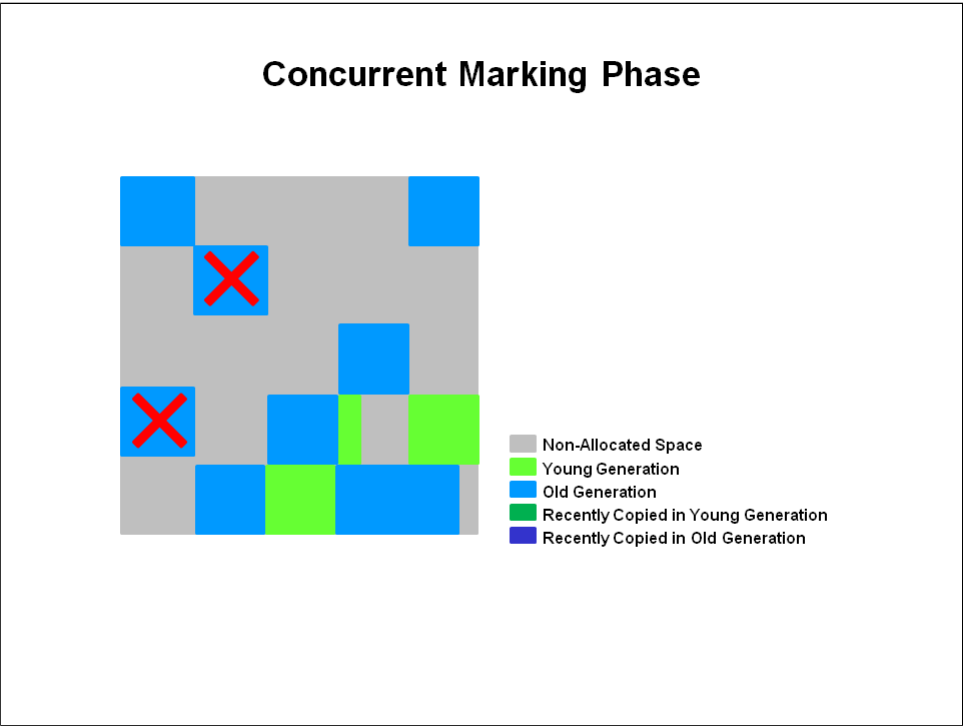 Concurrent Marking Phase
Non-Allocated Space
Young Generation
Old Generation
Recently Copied in Young Generation
Recently Copied in Old Generation